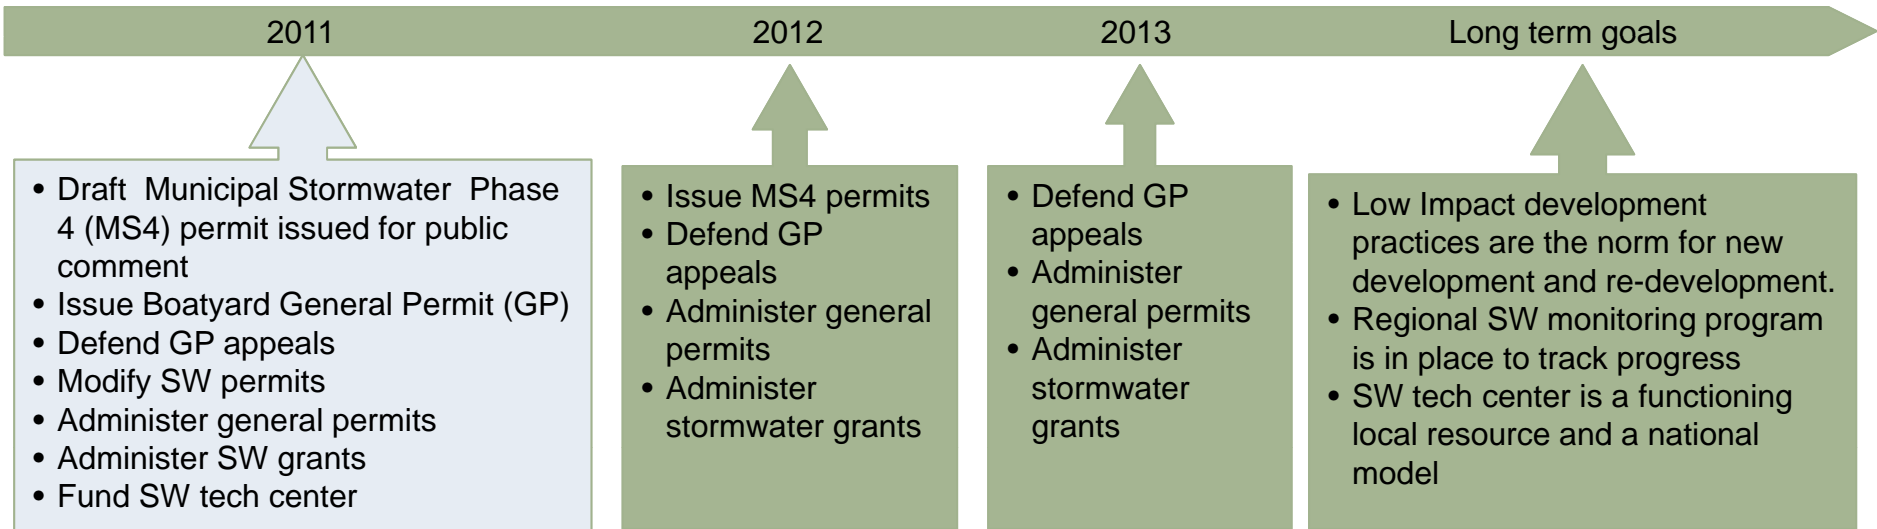 2011 2012 2013 Long term goals
• Draft  Municipal Stormwater  Phase
4 (MS4) permit issued for public
comment
• Issue Boatyard General Permit (GP)
• Defend GP appeals
• Modify SW permits
• Administer general permits
• Administer SW grants
• Fund SW tech center
• Issue MS4 permits
• Defend GP
appeals
• Administer general
permits
• Administer
stormwater grants
• Defend GP
appeals
• Administer
general permits
• Administer
stormwater
grants
• Low Impact development
practices are the norm for new
development and re-development.
• Regional SW monitoring program
is in place to track progress
• SW tech center is a functioning
local resource and a national
model